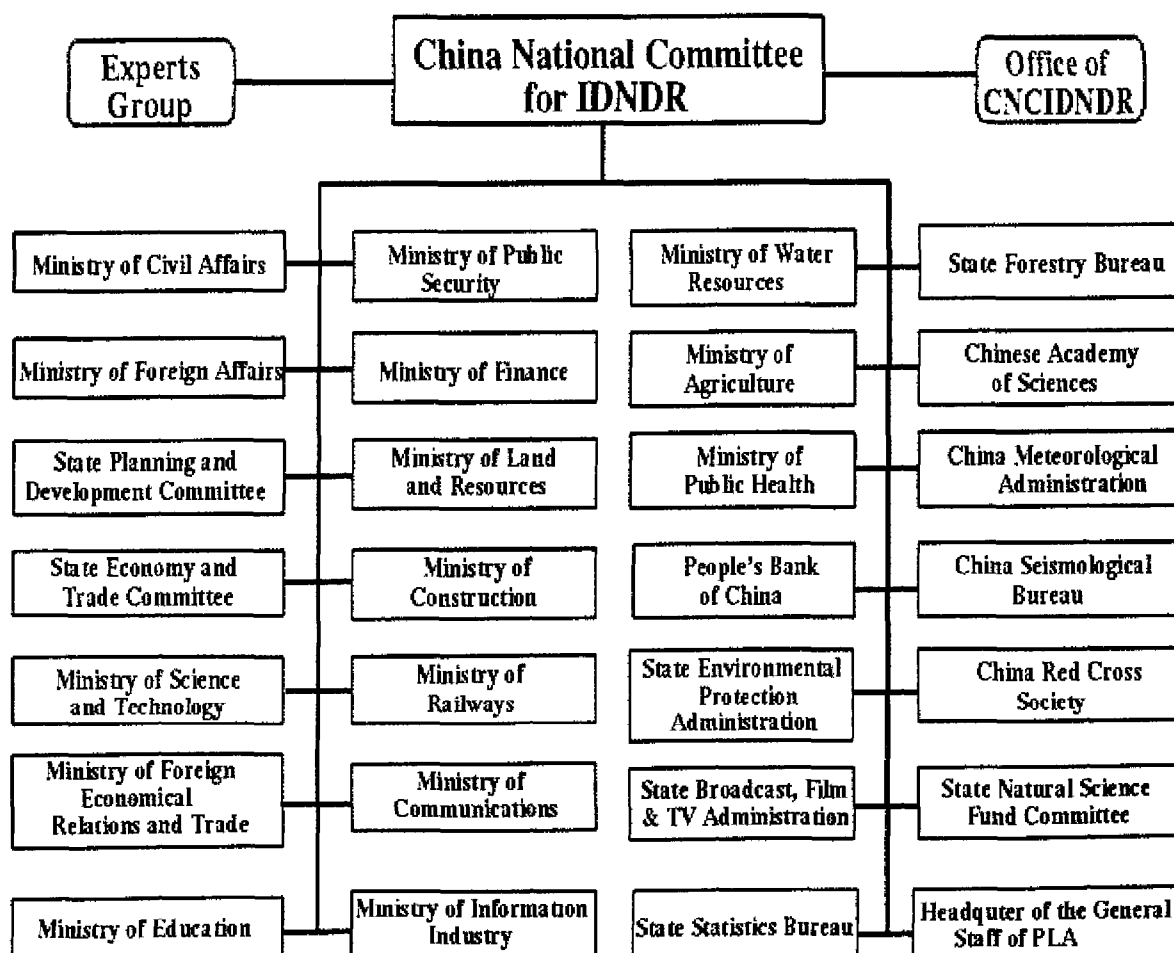 Experts
Group
China National Committee
for IDNDR
Office of
CNCIDNDR
Ministry of Civil Affairs
Ministry of Public
Security
Ministry of Water
Resources
State Forestry Bureau
Ministry of Foreign Affairs
Ministry of Finance
Ministry of
Agriculture
Chinese Academy
of Sciences
State Planning and
Development Committee
Ministry of Land
and Resources
Ministry of
Public Health
China Meteorological
Administration
State Economy and
Trade Committee
Ministry of
Construction
People's Bank
of China
China Seismological
Bureau
Ministry of Science
and Technology
Ministry of
Railways
State Environmental
Protection
Administration
China Red Cross
Society
Ministry of Foreign
Economical
Relations and Trade
Ministry of
Communications
State Broadcast, Film
& TV Administration
State Natural Science
Fund Committee
Ministry of Education
Ministry of Information
Industry
State Statistics Bureau
Headquter of the General
Staff of PLA